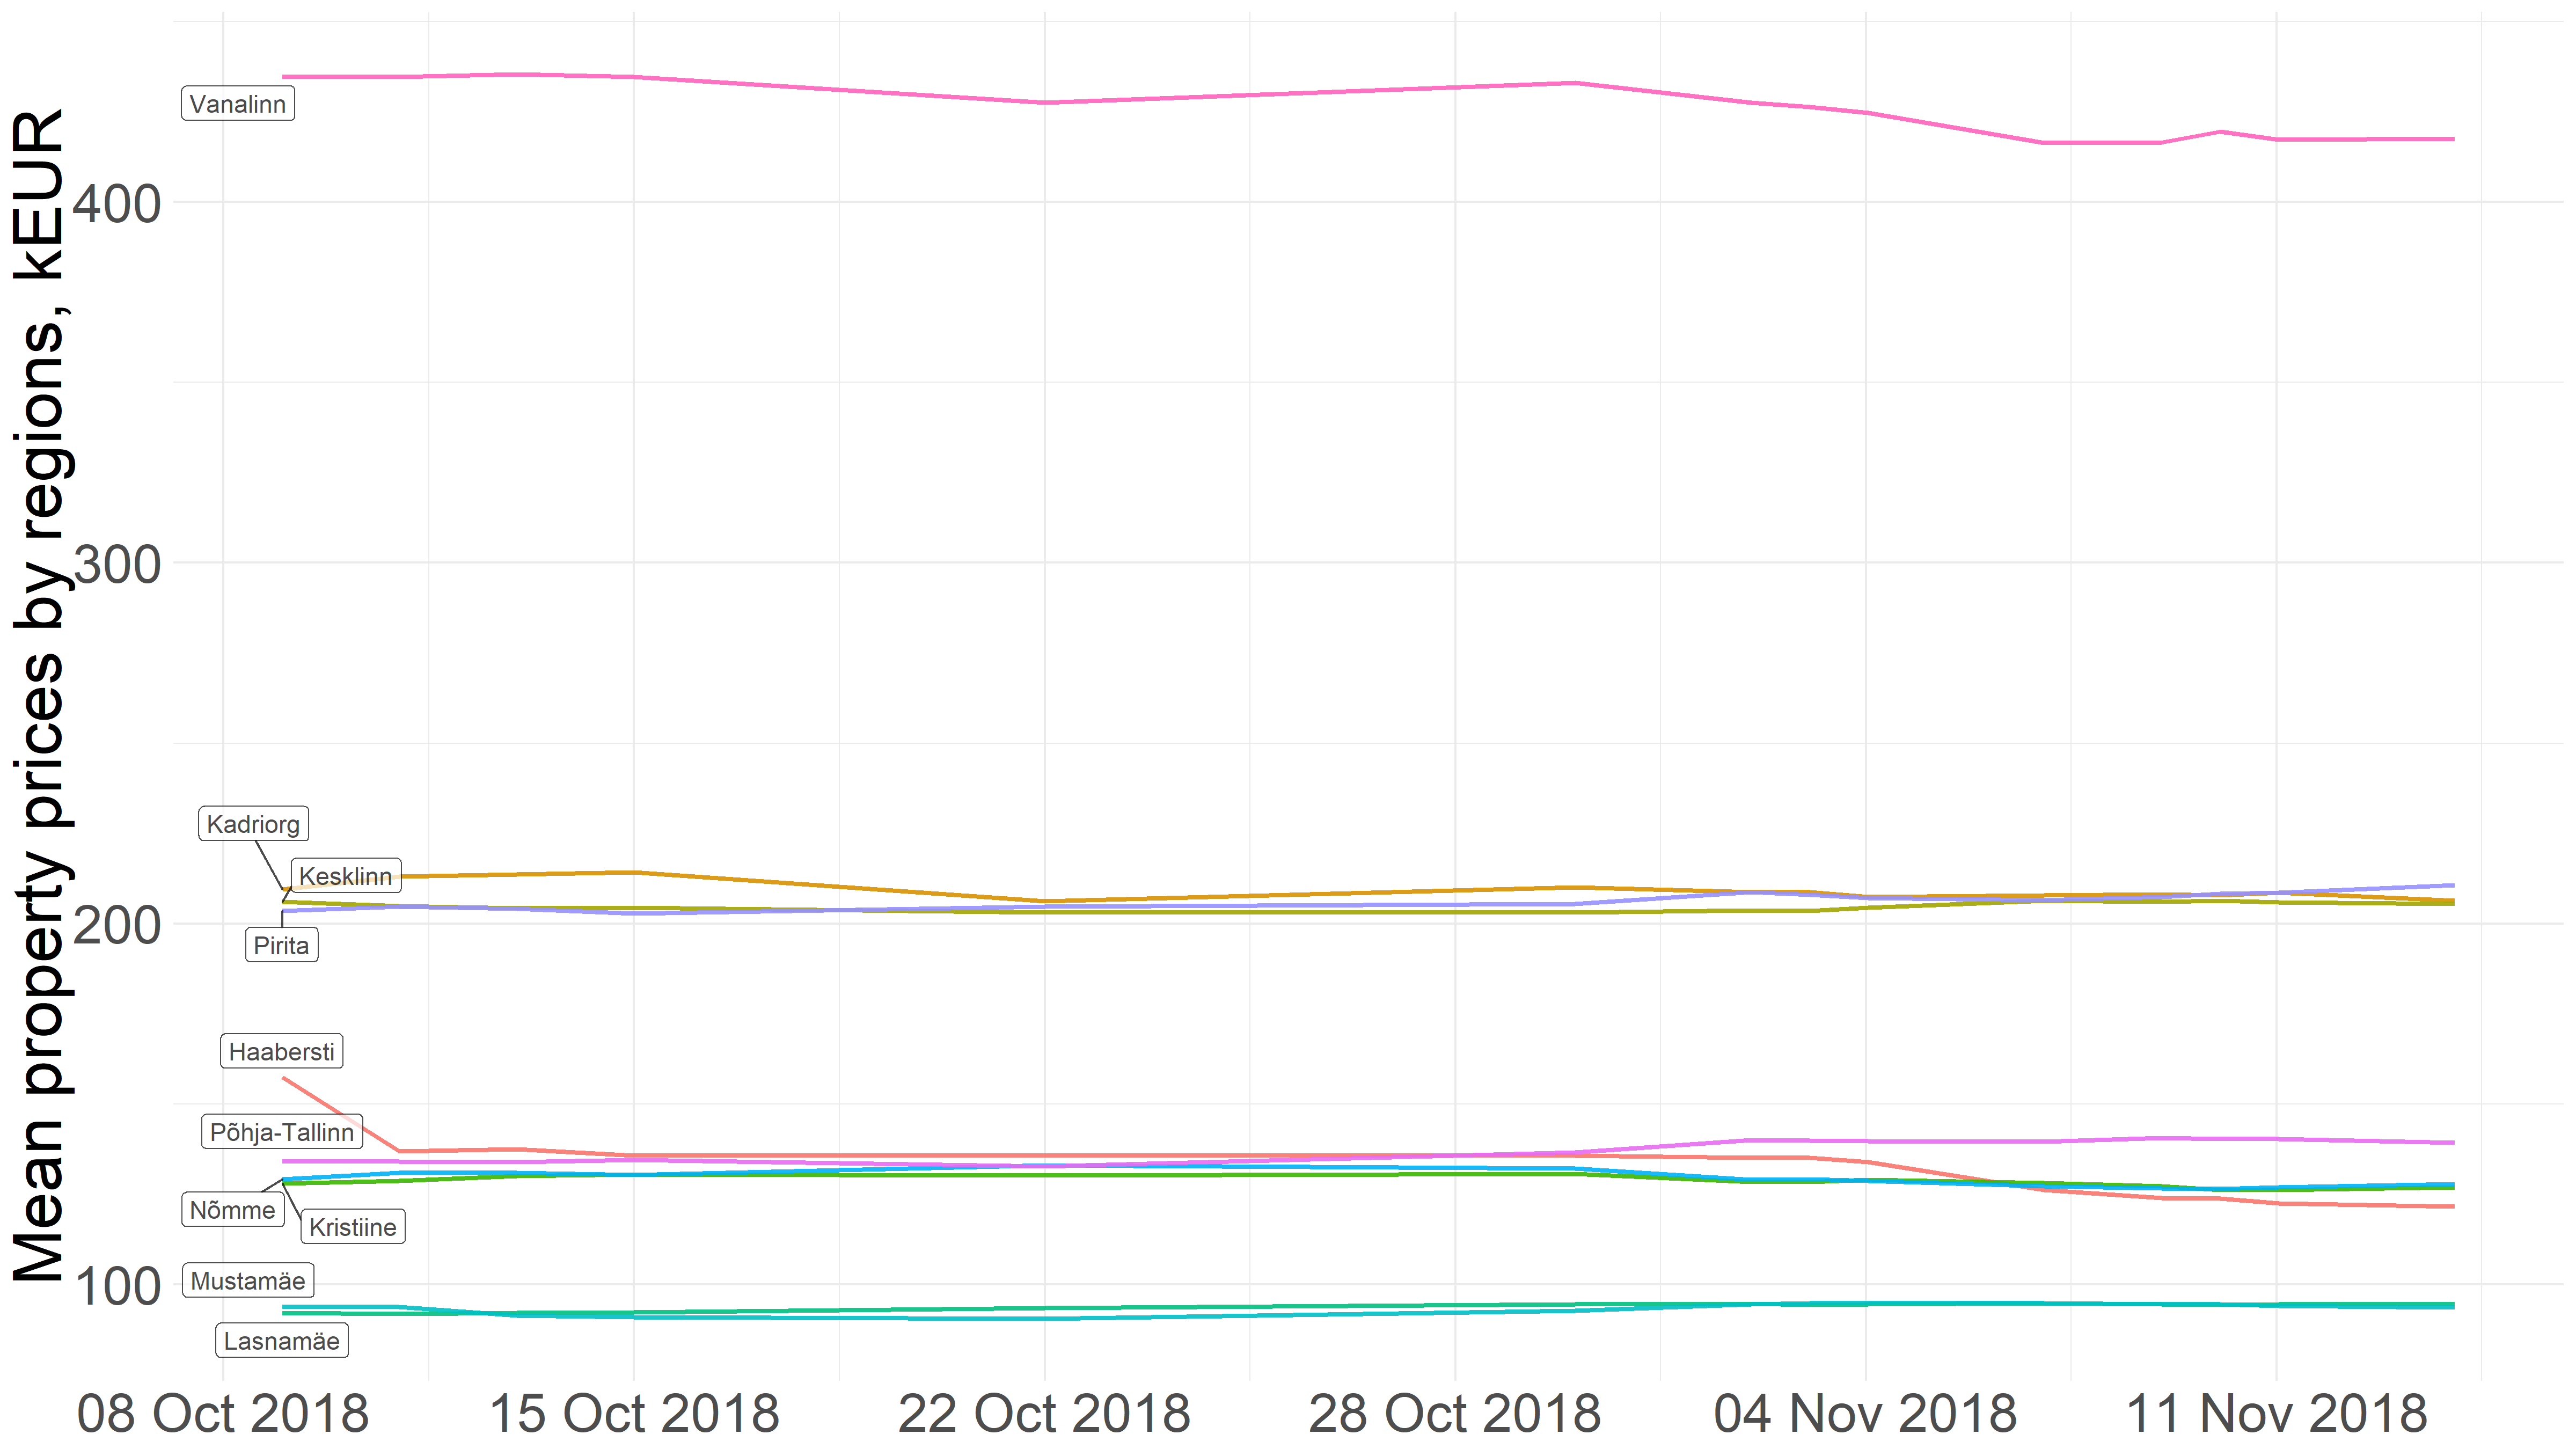 Mean property prices by regions, kEUR
400
300
200
100
Vanalinn
Kadriorg
Kesklinn
Pirita
Haabersti
Põhja-Tallinn
Nõmme
Kristiine
Mustamäe
Lasnamäe
08 Oct 2018
15 Oct 2018
22 Oct 2018
28 Oct 2018
04 Nov 2018
11 Nov 2018